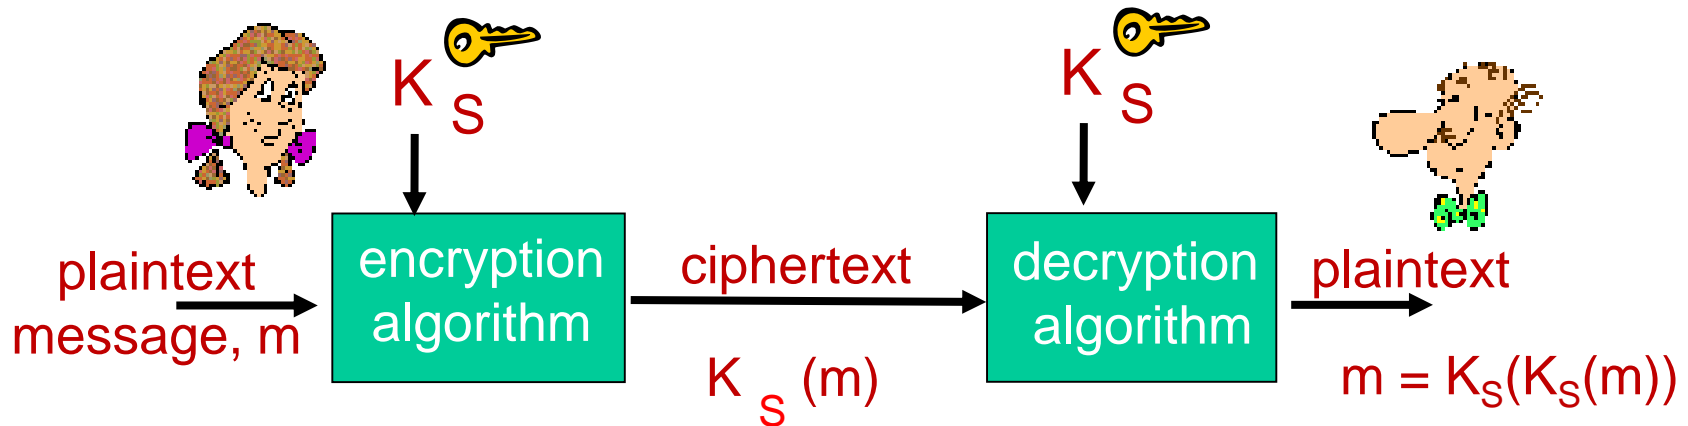 K S
K S
plaintext
message, m
encryption
algorithm
ciphertext
K S (m)
decryption
algorithm
plaintext
m = KS(KS(m))